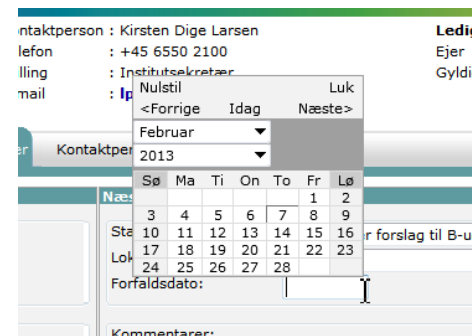 ntaktperson : Kirsten Dige Larsen
lefon : +45 6550 2100
lling : Institutsekretær
mail : lp
Ledig
Ejer
Gyldi
er Kontaktper
Nulstil Luk
<Forrige Idag Næste>
Februar
2013
Sø Ma Ti On To Fr Lø
1 2
3 4 5 6 7 8 9
10 11 12 13 14 15 16
17 18 19 20 21 22 23
24 25 26 27 28
Næs
Sta r forslag til B-u
Lok
Forfaldsdato:
Kommentarer: